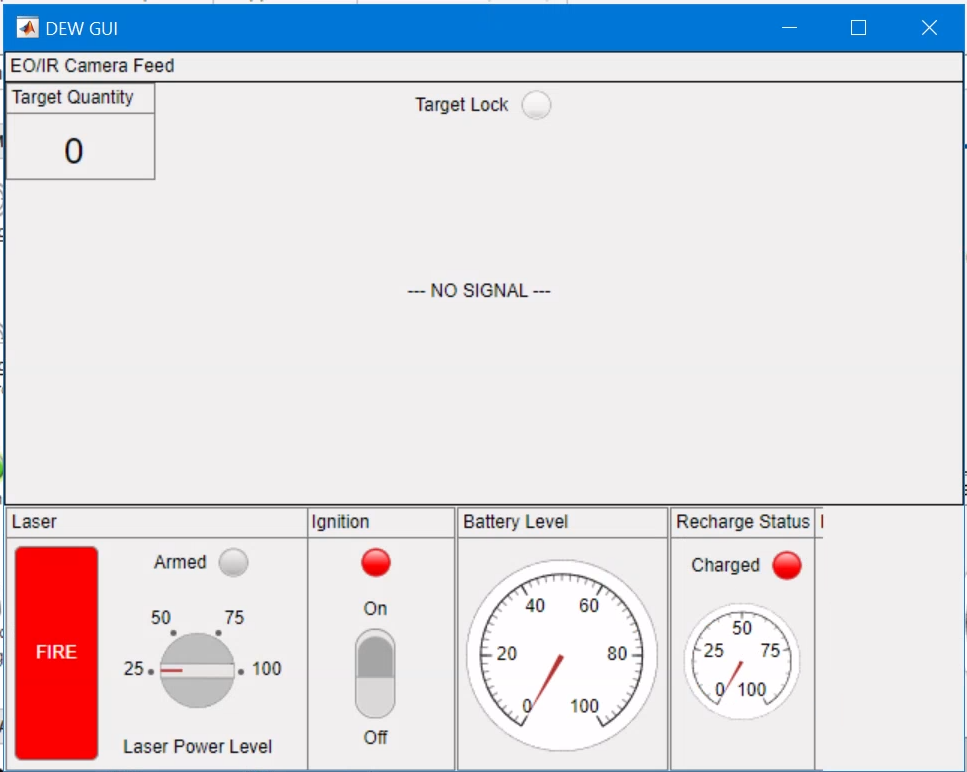 DEW GUI
EO/IR Camera Feed
Target Quantity
Target Lock
0
--- NO SIGNAL ---
Laser
Ignition
Battery Level
Recharge Status
FIRE
Armed
50
75
25
100
Laser Power Level
On
Off
40
60
20
80
0
100
Charged
50
25
75
0
100